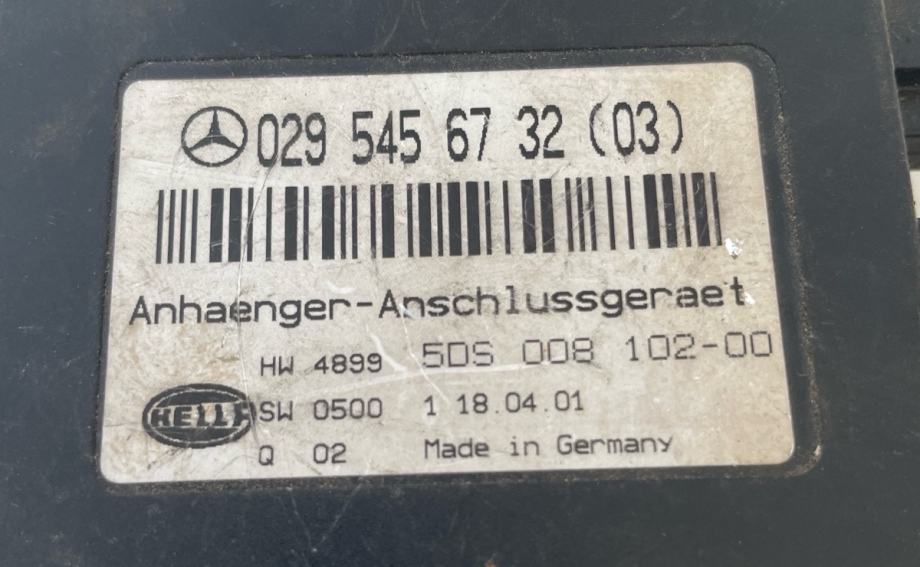 029 545 67 32 (03)
Anhaenger-Anschlussgeraet
HW 4899 5DS 008 102-00
HELLA SW 0500 1 18.04.01
Q 02 Made in Germany